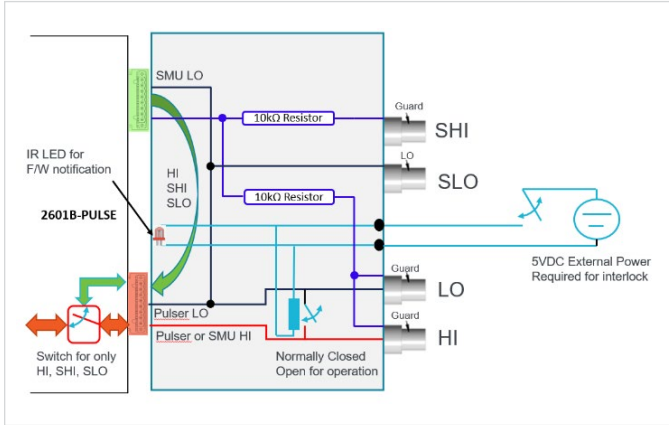 SMU LO
10kΩ Resistor
Guard
SHI
LO
SLO
IR LED for
F/W notification
HI
SHI
SLO
10kΩ Resistor
2601B-PULSE
5VDC External Power
Required for interlock
Guard
LO
Pulser LO
Guard
HI
Pulser or SMU HI
Switch for only
HI, SHI, SLO
Normally Closed
Open for operation